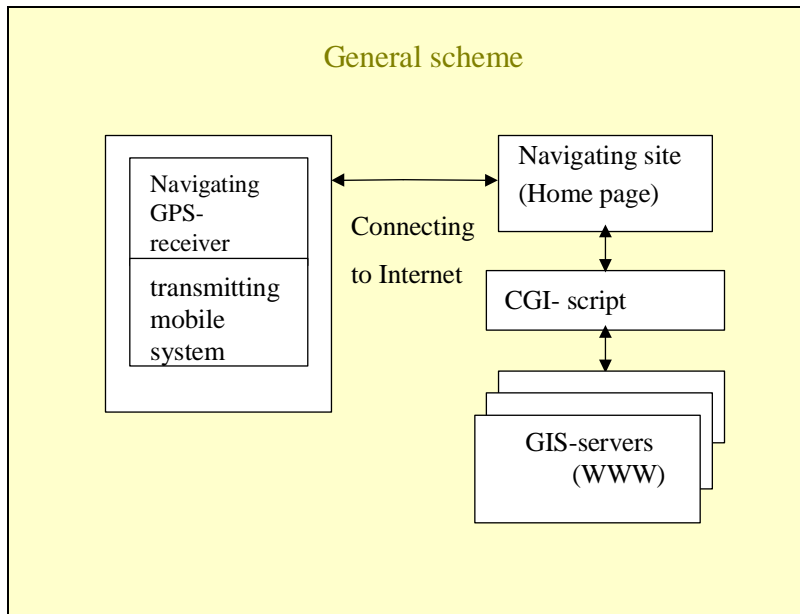 General scheme
Navigating
GPS-
receiver
transmitting
mobile
system
Connecting
to Internet
Navigating site
(Home page)
CGI- script
GIS-servers
(WWW)